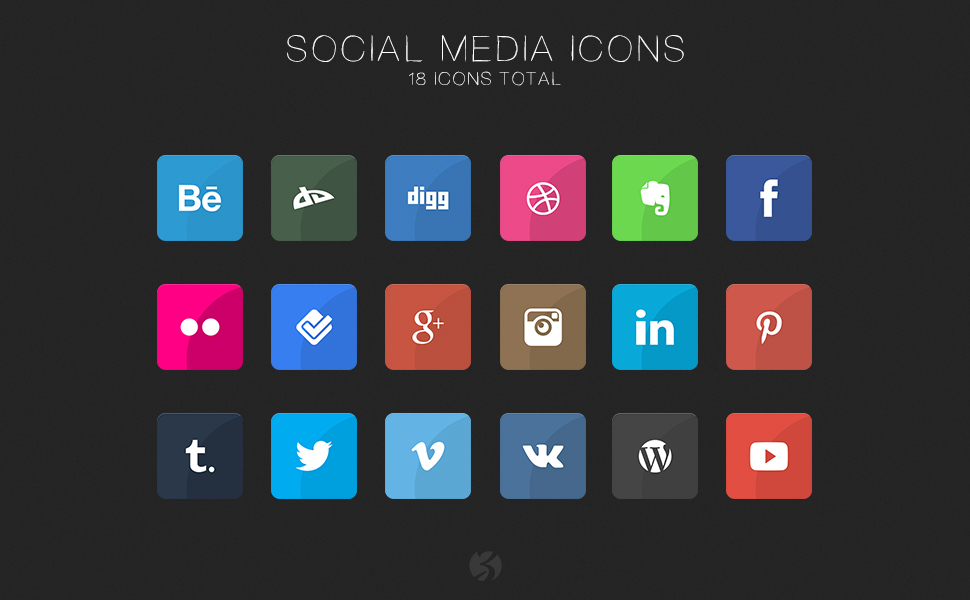 SOCIAL MEDIA ICONS
18 ICONS TOTAL
Bē
digg
f
g+
in
t.